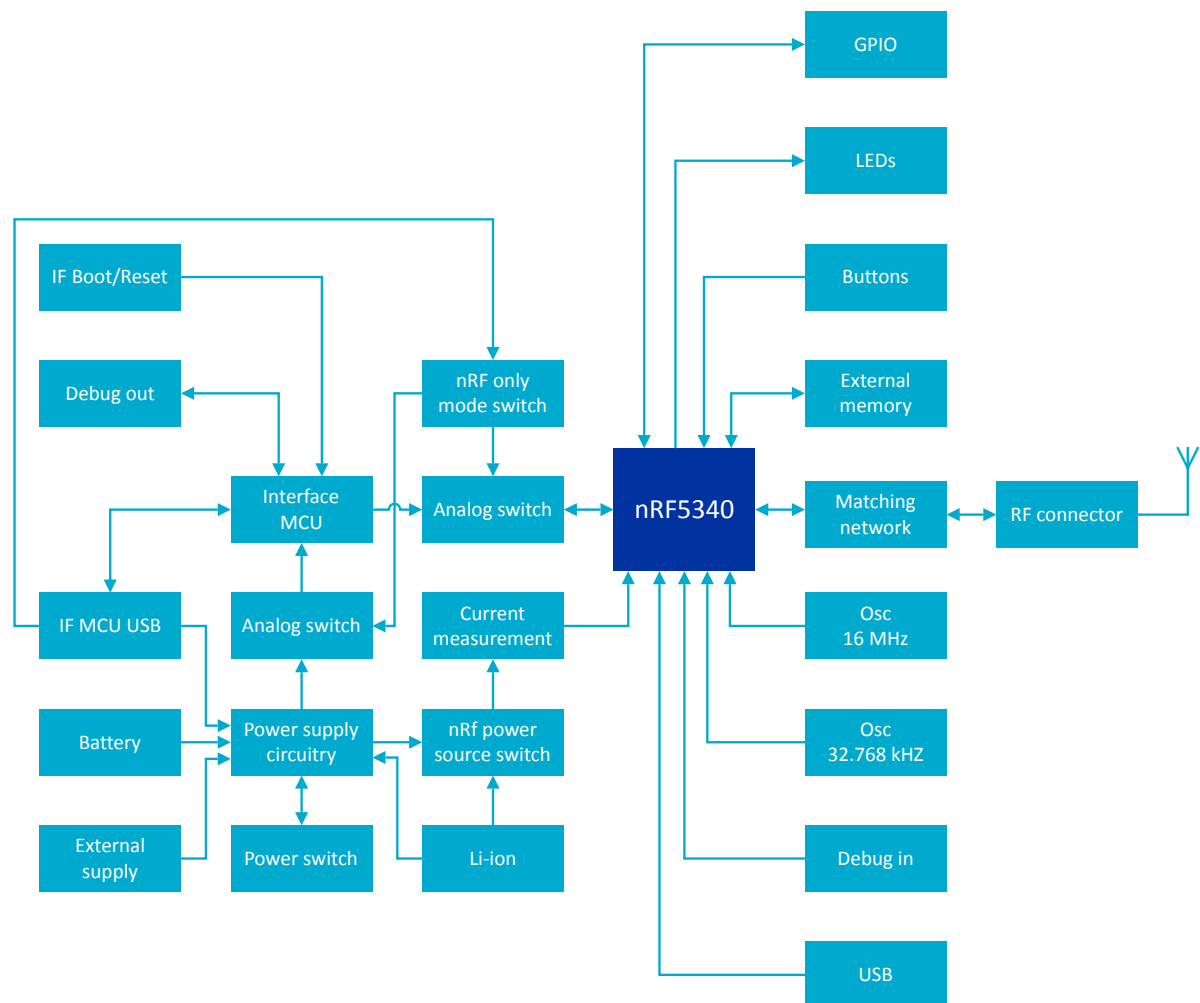 GPIO
LEDs
IF Boot/Reset
Buttons
Debug out
nRF only
mode switch
External
memory
Interface
MCU
Analog switch
nRF5340
Matching
network
RF connector
IF MCU USB
Analog switch
Current
measurement
Osc
16 MHz
Battery
Power supply
circuitry
nRf power
source switch
Osc
32.768 kHZ
External
supply
Power switch
Li-ion
Debug in
USB